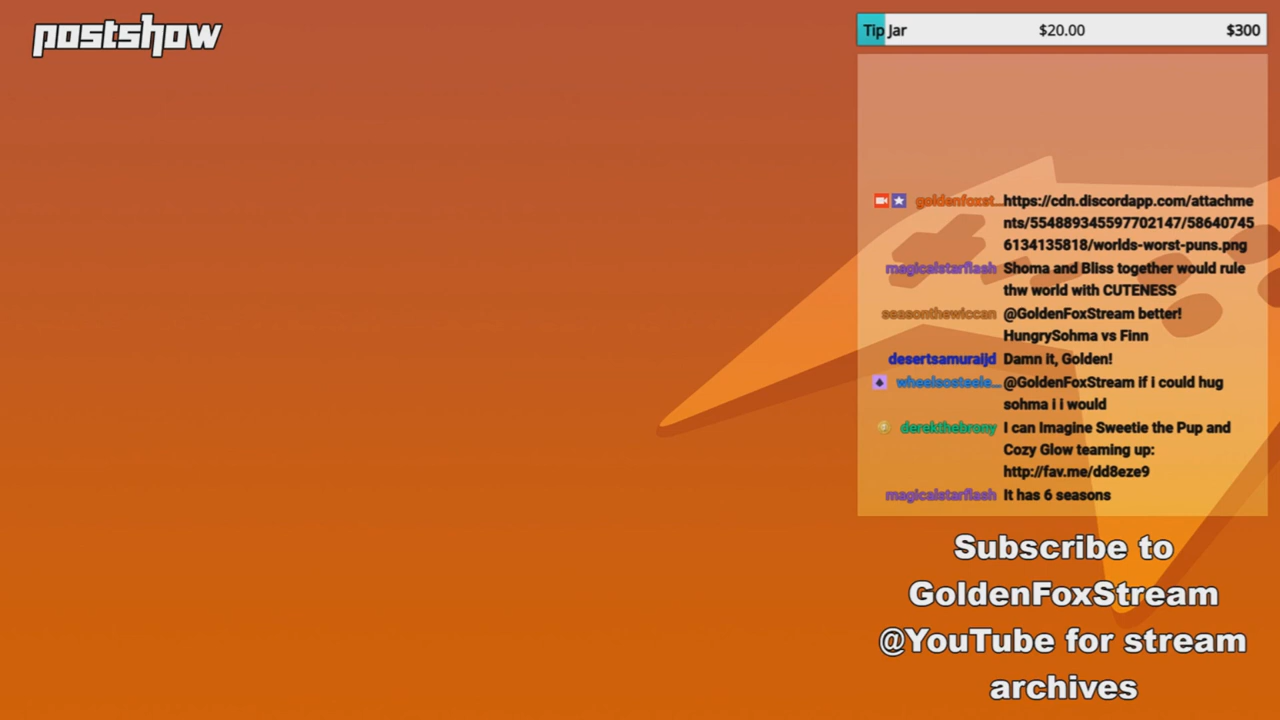 postshow
Tip Jar $20.00 $300
goldenfoxst... https://cdn.discordapp.com/attachme
nts/554889345597702147/58640745
6134135818/worlds-worst-puns.png
magicalstarflash Shoma and Bliss together would rule
thw world with CUTENESS
seasonthewiccan @GoldenFoxStream better!
HungrySohma vs Finn
desertsamuraijd Damn it, Golden!
wheelsosteele... @GoldenFoxStream if i could hug
sohma i i would
derekthebrony I can Imagine Sweetie the Pup and
Cozy Glow teaming up:
http://fav.me/dd8eze9
magicalstarflash It has 6 seasons
Subscribe to
GoldenFoxStream
@YouTube for stream
archives